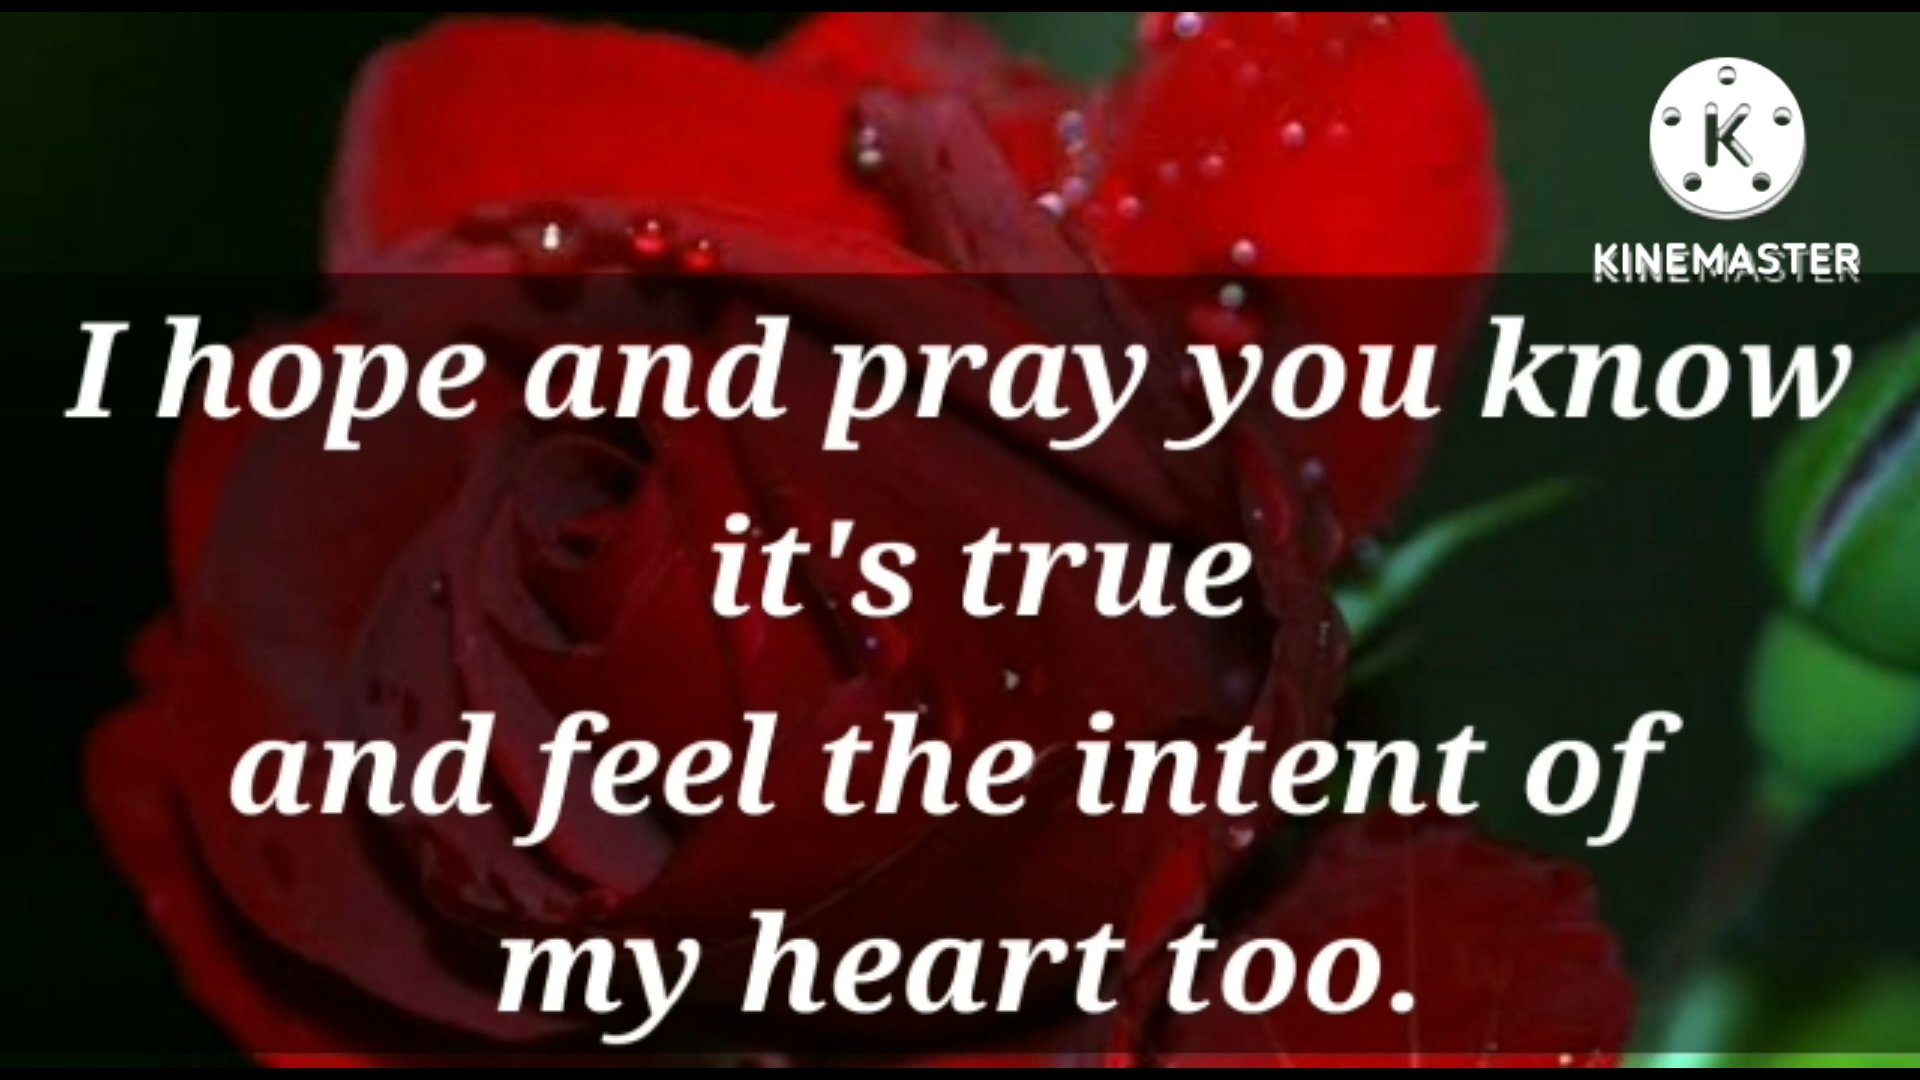 K
KINEMASTER
I hope and pray you know
it's true
and feel the intent of
my heart too.